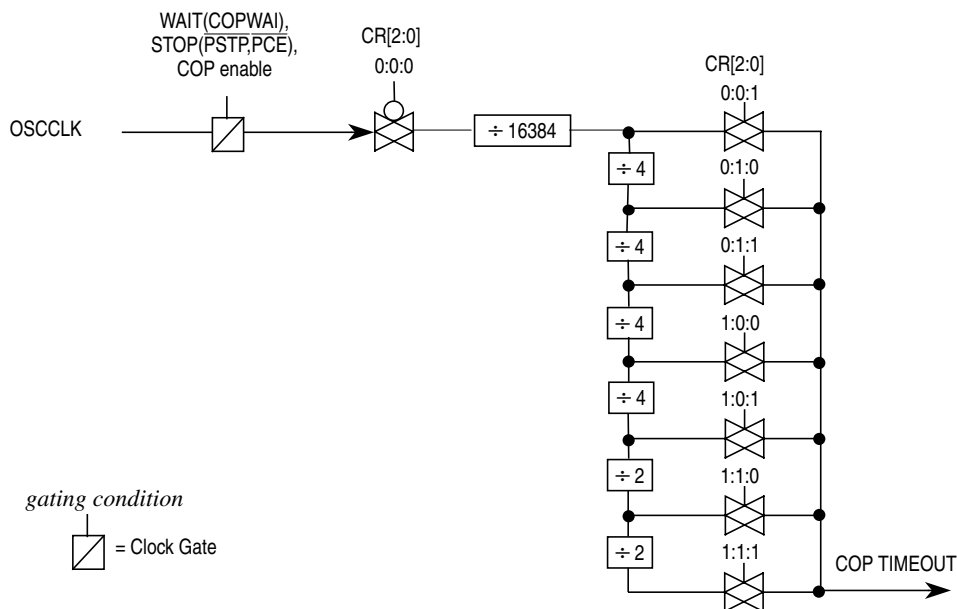 WAIT(COPWAI),
STOP(PSTP,PCE),
COP enable
CR[2:0]
0:0:0
OSCCLK
÷ 16384
CR[2:0]
0:0:1
÷ 4
0:1:0
÷ 4
0:1:1
÷ 4
1:0:0
÷ 4
1:0:1
÷ 2
1:1:0
÷ 2
1:1:1
COP TIMEOUT
gating condition
= Clock Gate